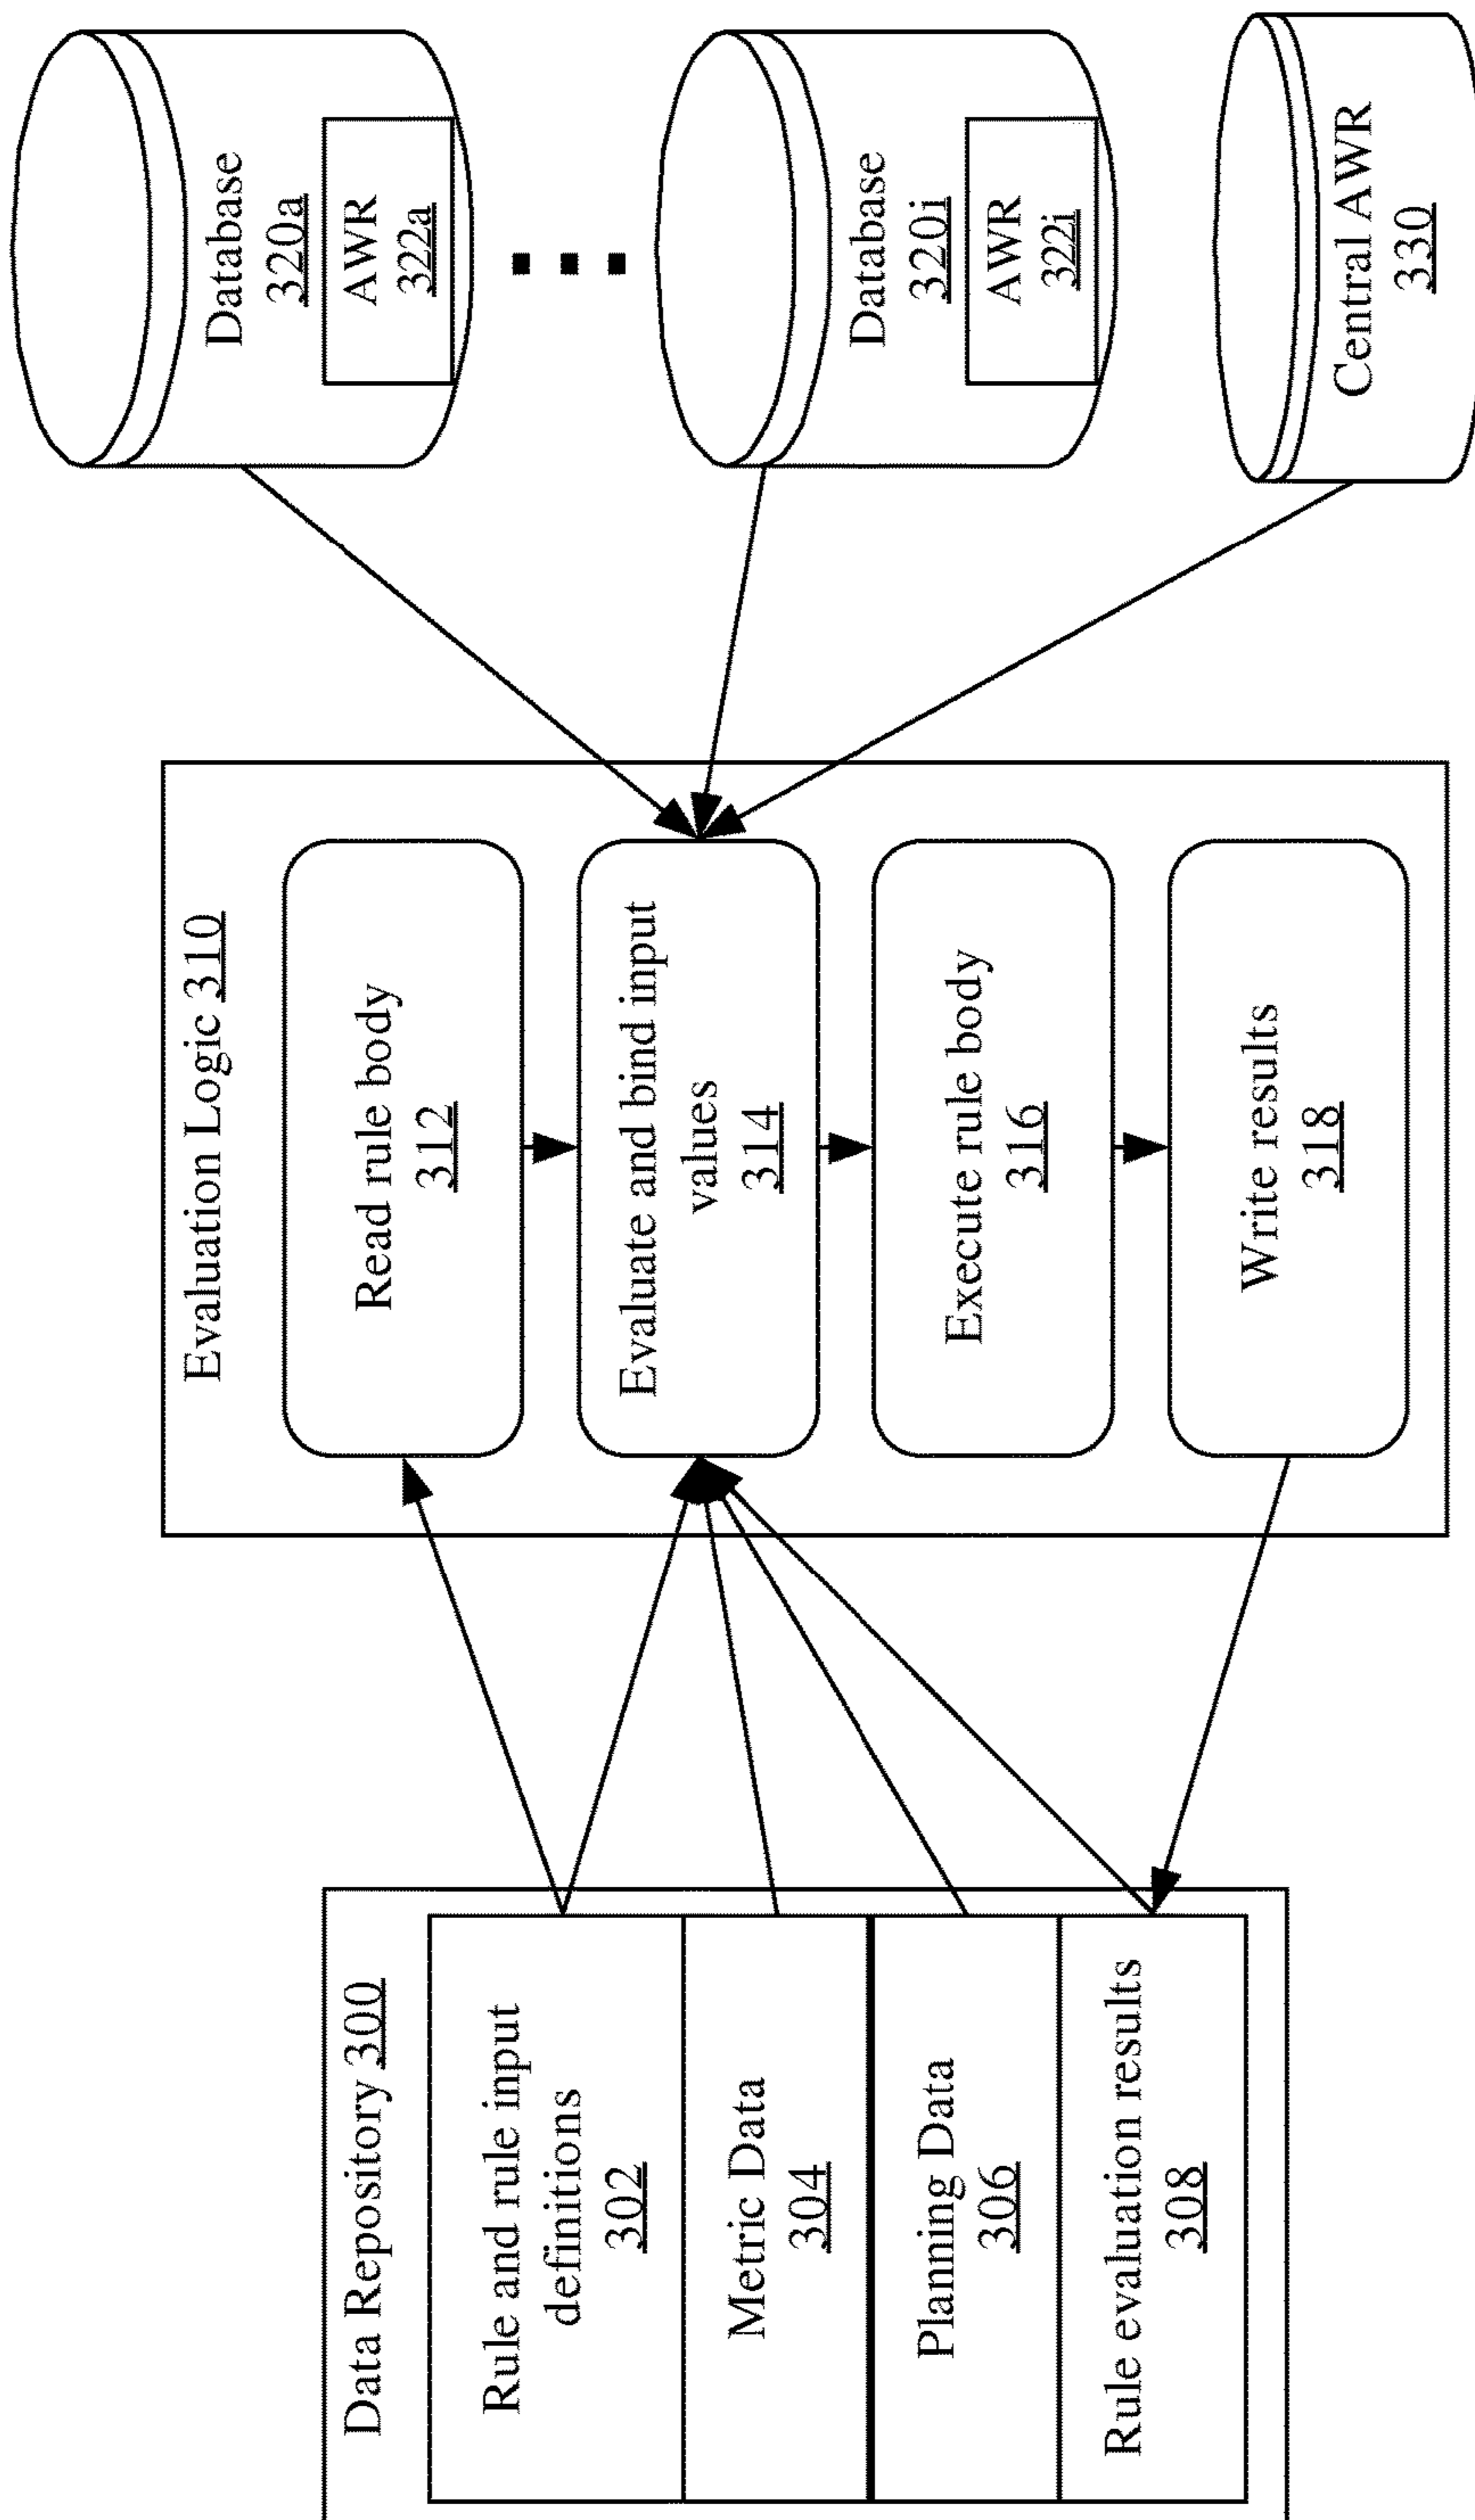 Data Repository 300
Rule and rule input
definitions
302
Metric Data
304
Planning Data
306
Rule evaluation results
308
Evaluation Logic 310
Read rule body
312
Evaluate and bind input
values
314
Execute rule body
316
Write results
318
Database
320a
AWR
322a
Database
320i
AWR
322i
Central AWR
330